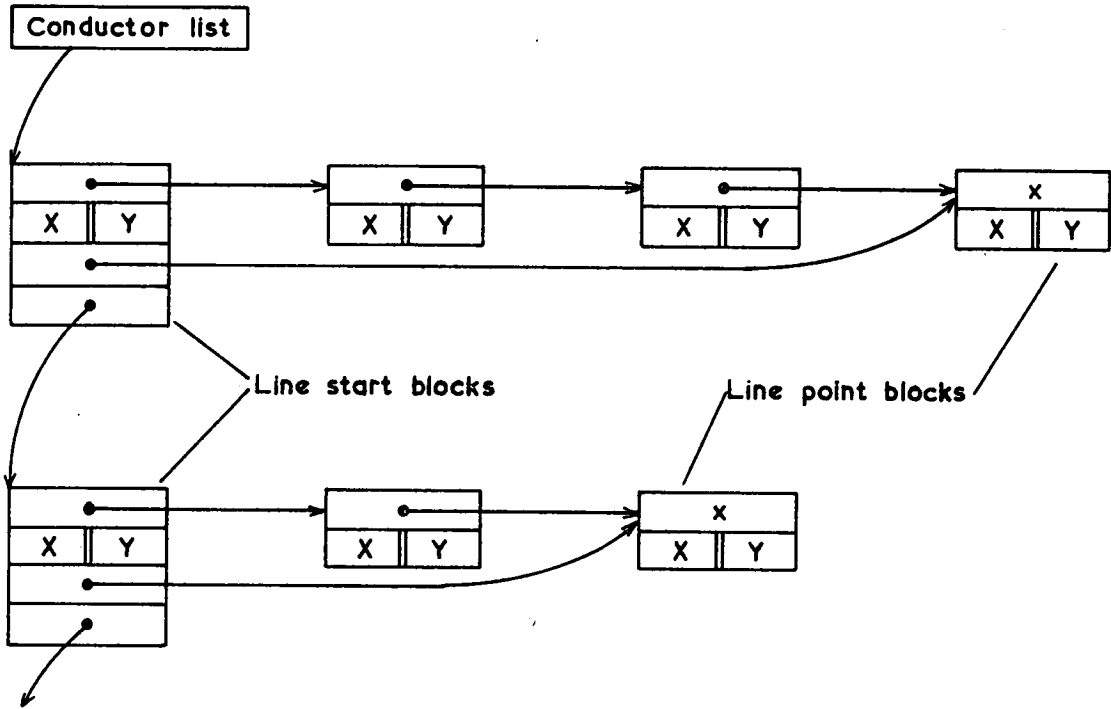 Conductor list
x
X Y X Y X Y X Y
Line start blocks
Line point blocks
x
X Y X Y X Y